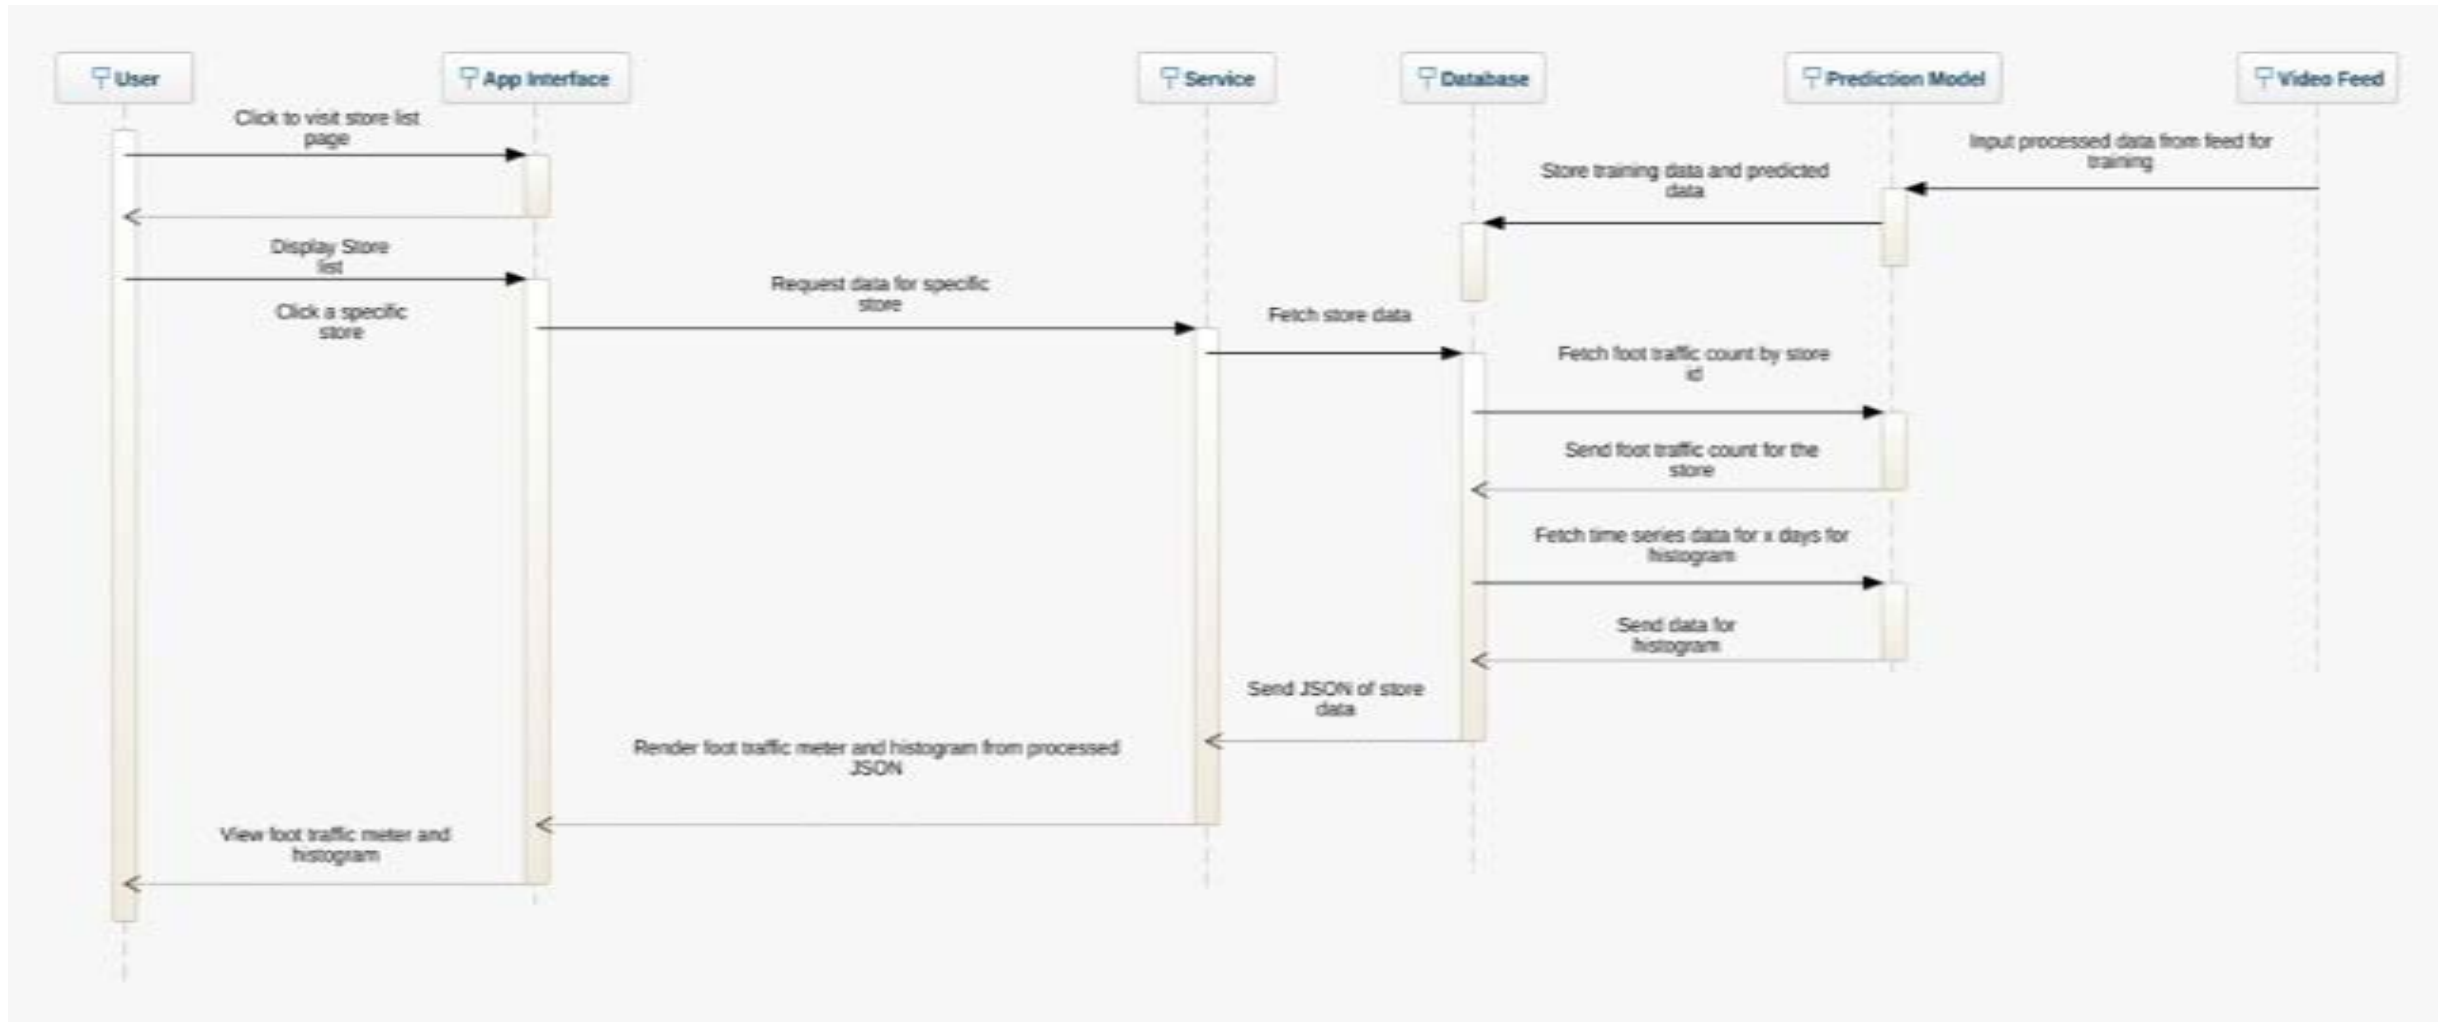 User
App Interface
Service
Database
Prediction Model
Video Feed
Click to visit store list
page
Input processed data from feed for
training
Store training data and predicted
data
Display Store
list
Click a specific
store
Request data for specific
store
Fetch store data
Fetch foot traffic count by store
id
Send foot traffic count for the
store
Fetch time series data for x days for
histogram
Send data for
histogram
Send JSON of store
data
Render foot traffic meter and histogram from processed
JSON
View foot traffic meter and
histogram